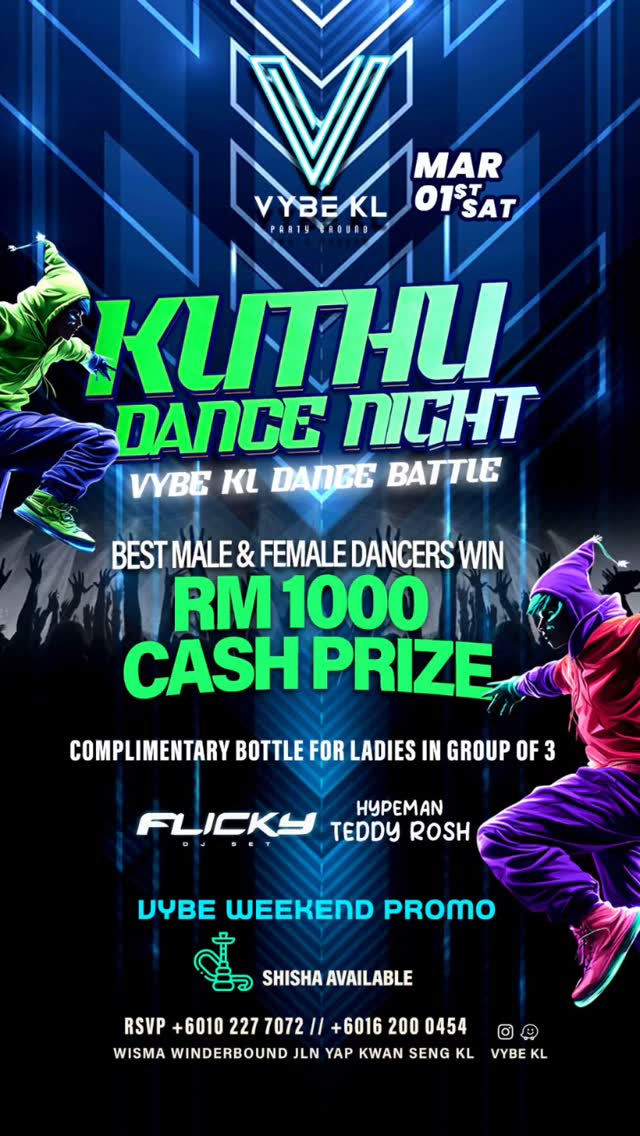 V
VYBE KL
PARTY GROUND
MAR
01ST SAT
KUTHU
DANCE NIGHT
VYBE KL DANCE BATTLE
BEST MALE & FEMALE DANCERS WIN
RM 1000
CASH PRIZE
COMPLIMENTARY BOTTLE FOR LADIES IN GROUP OF 3
FLICKY
DJ SET
HYPEMAN
TEDDY ROSH
VYBE WEEKEND PROMO
SHISHA AVAILABLE
RSVP +6010 227 7072 // +6016 200 0454
WISMA WINDERBOUND JLN YAP KWAN SENG KL
VYBE KL